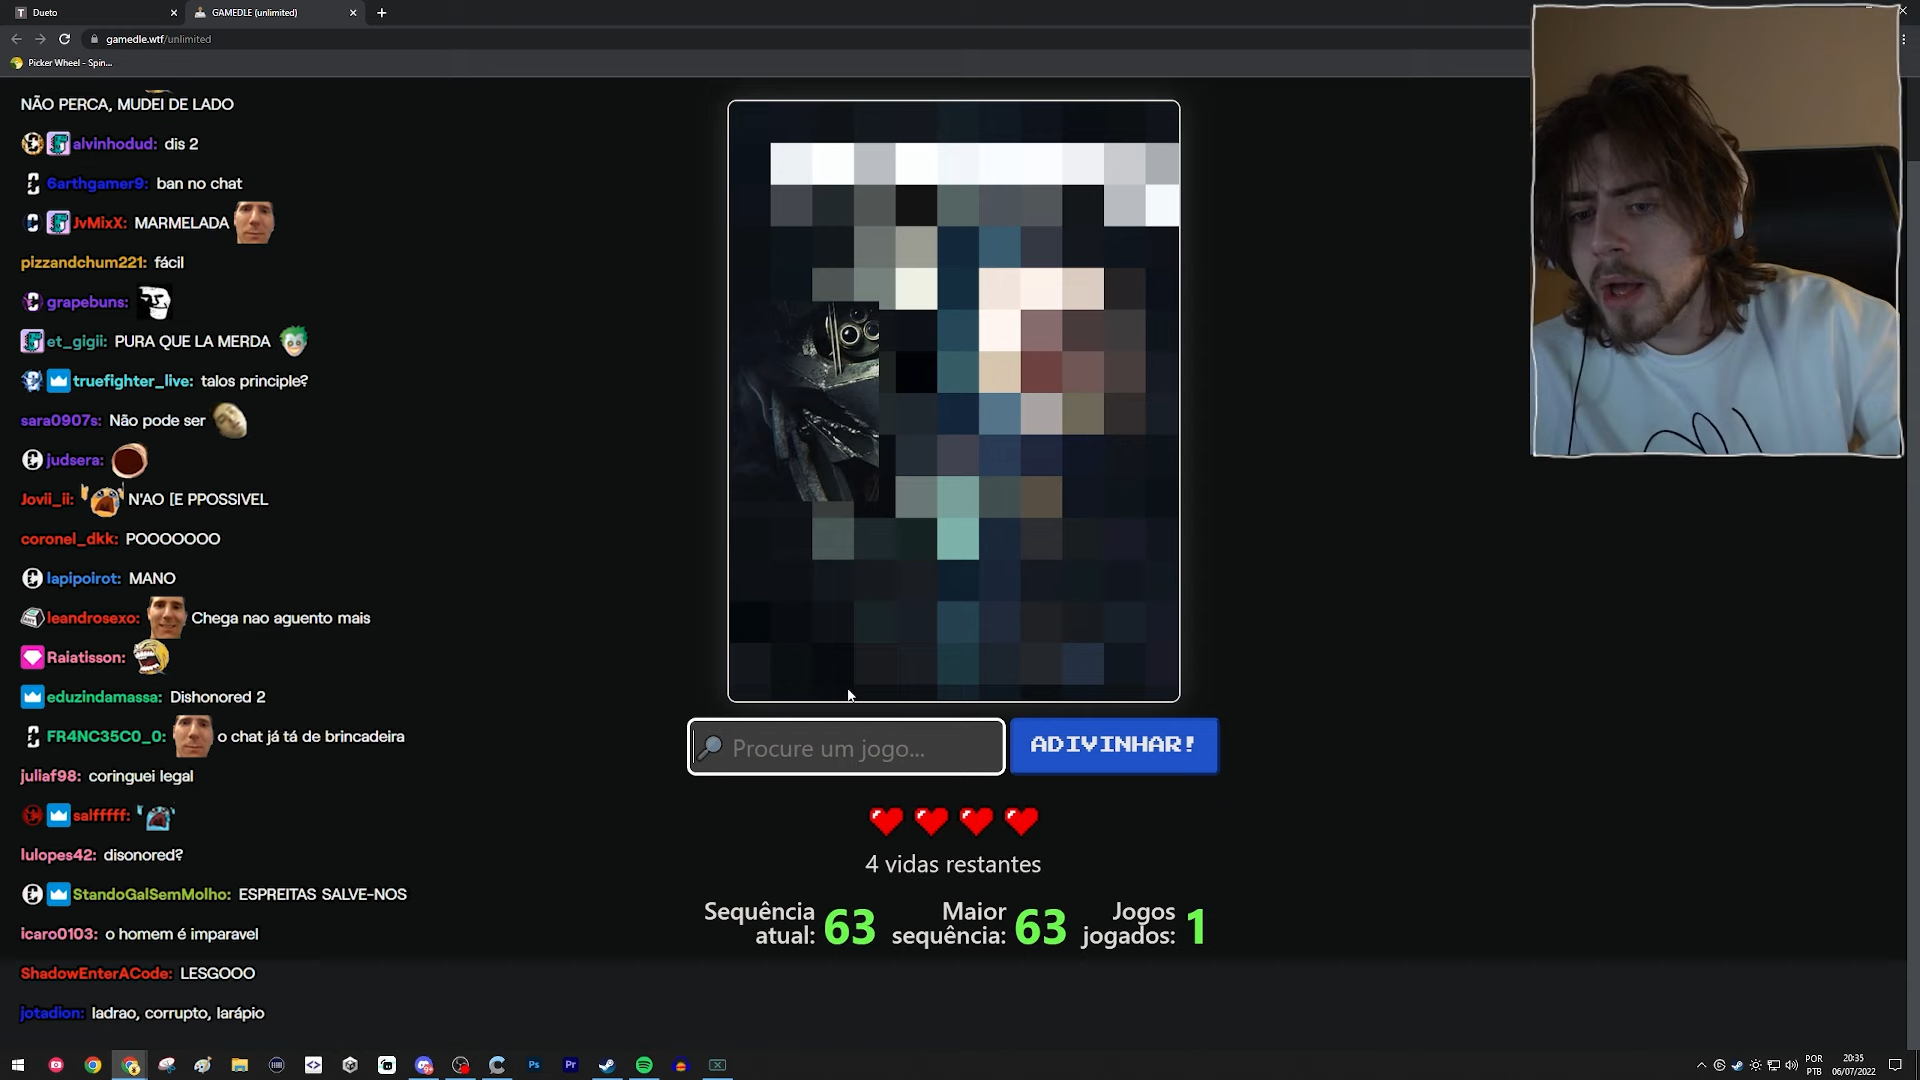 Dueto
GAMEDLE (unlimited)
gamedle.wtf/unlimited
Picker Wheel - Spin...
NÃO PERCA, MUDEI DE LADO
alvinhodud: dis 2
6arthgamer9: ban no chat
JvMixX: MARMELADA
pizzandchum221: fácil
grapebuns:
et_gigii: PURA QUE LA MERDA
truefighter_live: talos principle?
sara0907s: Não pode ser
judsera:
Jovii_ii: N'AO [E PPOSSIVEL
coronel_dkk: POOOOOOO
lapipoirot: MANO
leandrosexo: Chega nao aguento mais
Raiatisson:
eduzindamassa: Dishonored 2
FR4NC35C0_0: o chat já tá de brincadeira
juliaf98: coringuei legal
salfffff:
lulopes42: disonored?
StandoGalSemMolho: ESPREITAS SALVE-NOS
icaro0103: o homem é imparavel
ShadowEnterACode: LESGOOO
jotadion: ladrao, corrupto, larápio
Procure um jogo...
ADIVINHAR!
4 vidas restantes
Sequência atual: 63
Maior sequência: 63
Jogos jogados: 1
Ps
Pr
POR
PTB
20:35
06/07/2022